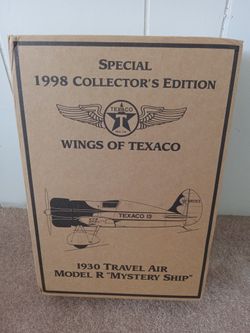 SPECIAL
1998 COLLECTOR'S EDITION
TEXACO
T
WINGS OF TEXACO
TEXACO 13
1930 TRAVEL AIR
MODEL R "MYSTERY SHIP"